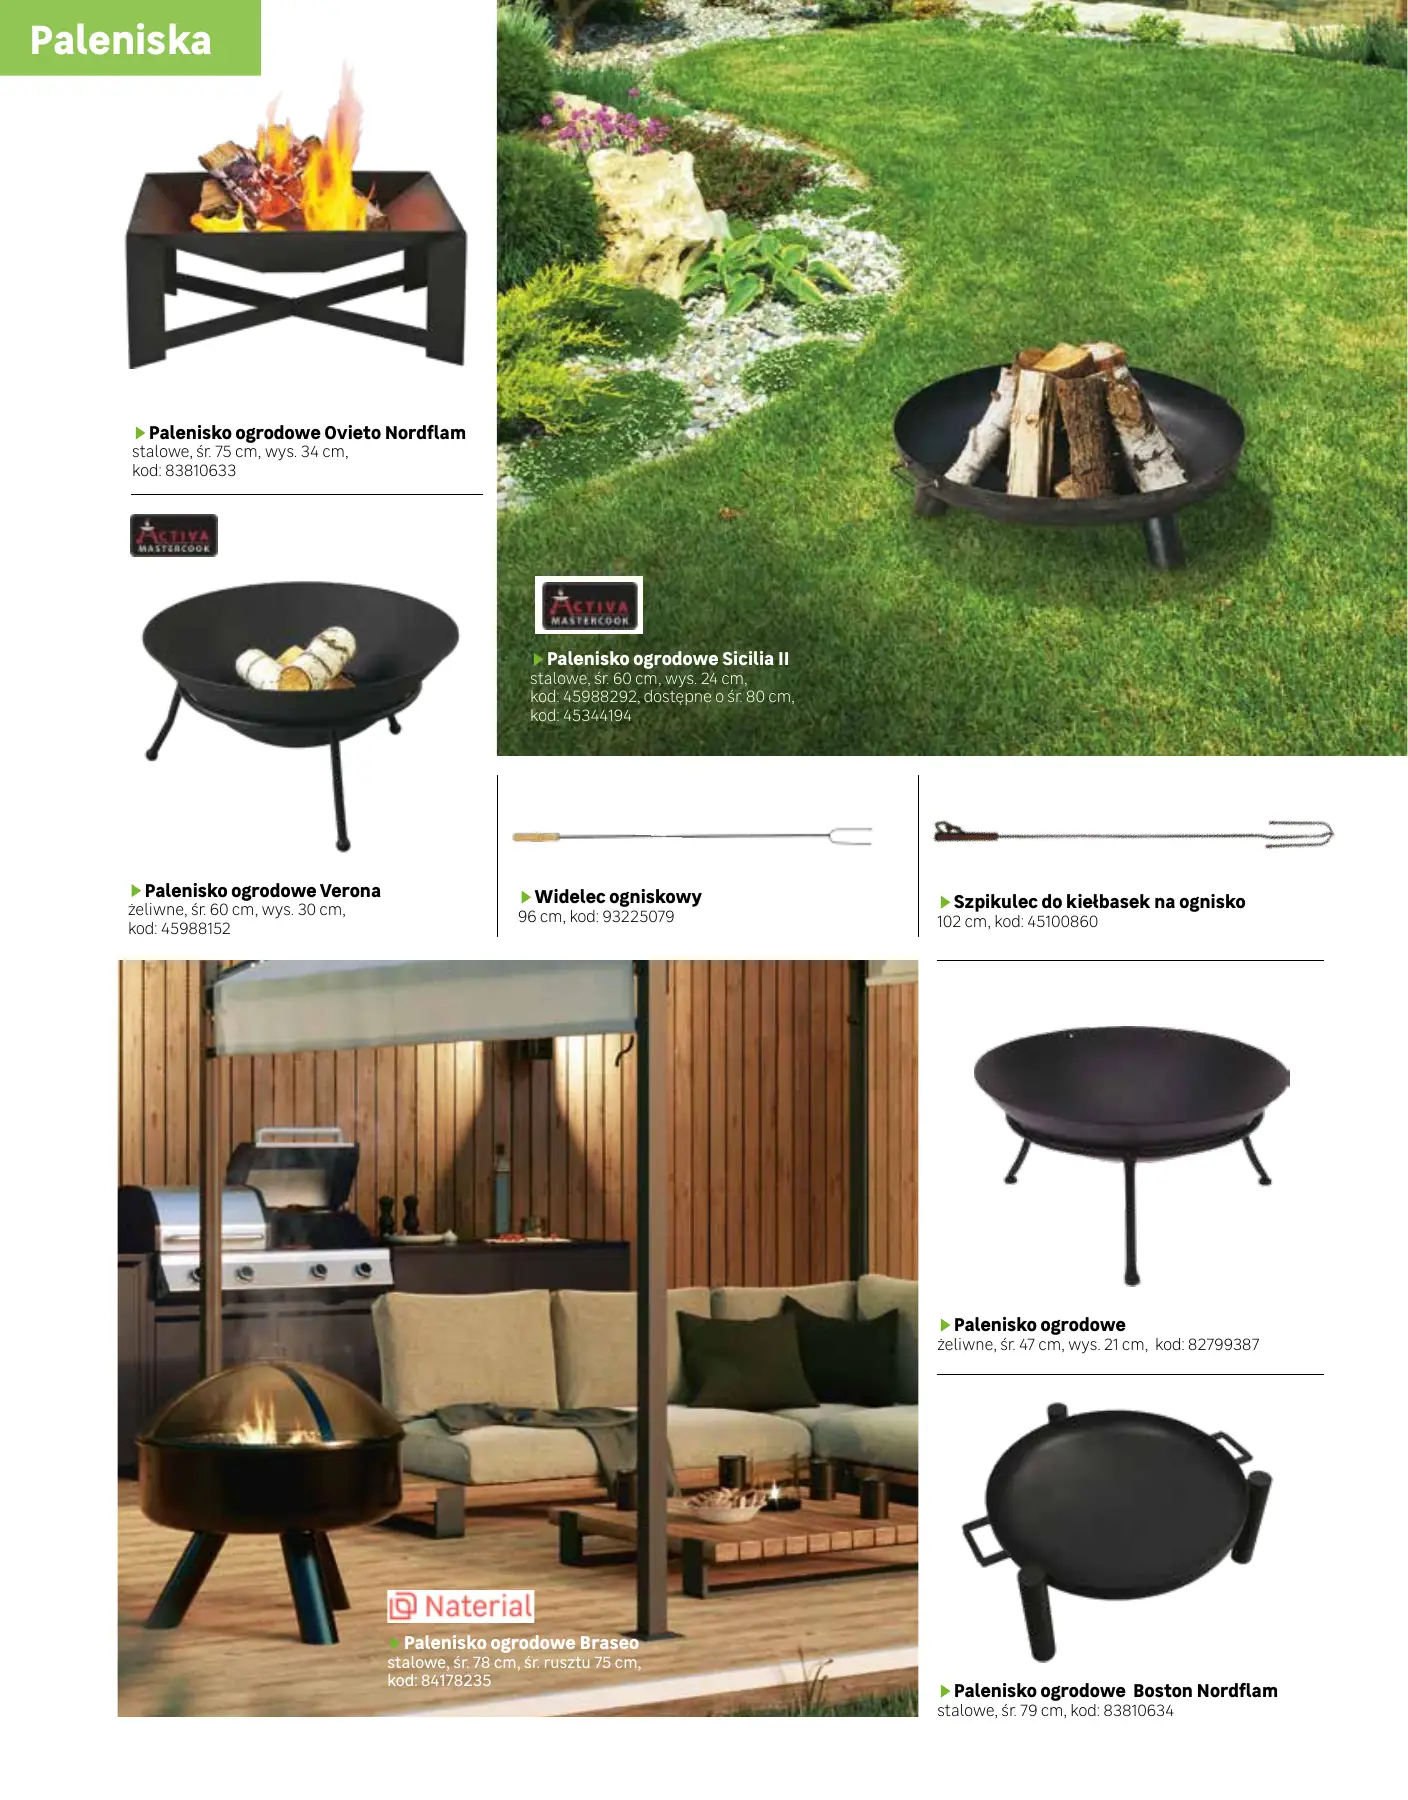 Paleniska
Palenisko ogrodowe Ovieto Nordflam
stalowe, śr. 75 cm, wys. 34 cm,
kod: 83810633
ACTIVA
MASTERCOOK
Palenisko ogrodowe Verona
żeliwne, śr. 60 cm, wys. 30 cm,
kod: 45988152
ACTIVA
MASTERCOOK
Palenisko ogrodowe Sicilia II
stalowe, śr. 60 cm, wys. 24 cm,
kod: 45988292, dostępne o śr. 80 cm,
kod: 45344194
Widelec ogniskowy
96 cm, kod: 93225079
Szpikulec do kiełbasek na ognisko
102 cm, kod: 45100860
Naterial
Palenisko ogrodowe Braseo
stalowe, śr. 78 cm, śr. rusztu 75 cm,
kod: 84178235
Palenisko ogrodowe
żeliwne, śr. 47 cm, wys. 21 cm, kod: 82799387
Palenisko ogrodowe Boston Nordflam
stalowe, śr. 79 cm, kod: 83810634